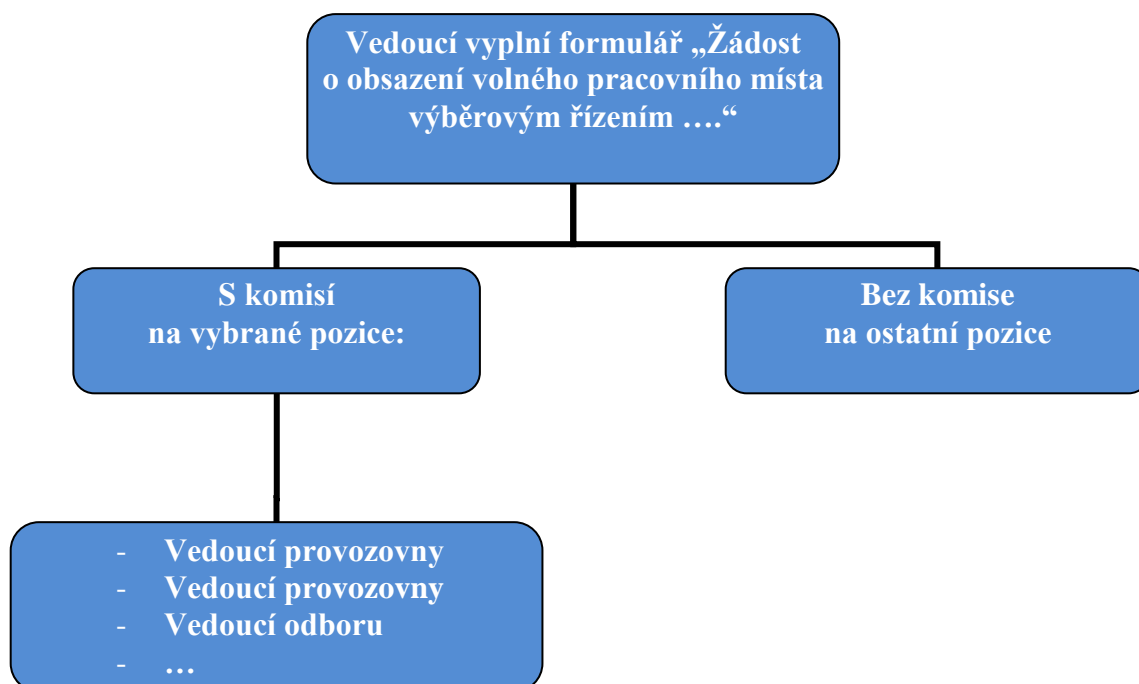 Vedoucí vyplní formulář „Žádost
o obsazení volného pracovního místa
výběrovým řízením ….“
S komisí
na vybrané pozice:
Bez komise
na ostatní pozice
- Vedoucí provozovny
- Vedoucí provozovny
- Vedoucí odboru
- …